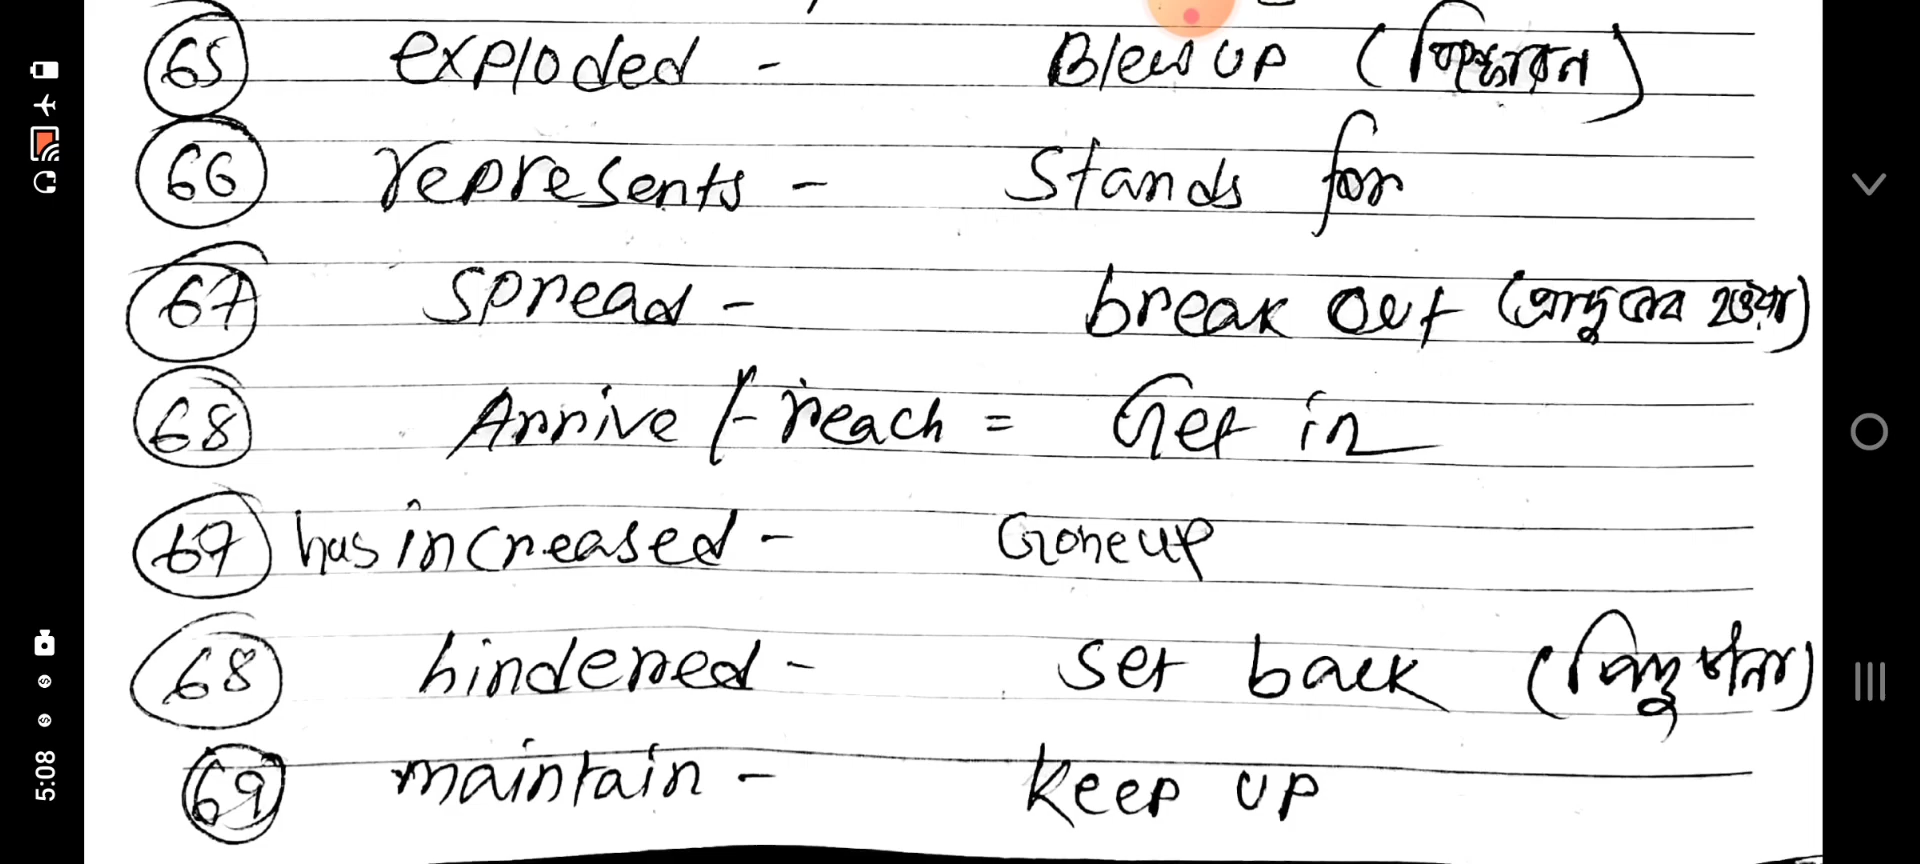 65 exploded - Blew up (বিস্ফোরন)
66 represents - Stands for
67 spread - break out (প্রাদুর্ভাব হওয়া)
68 Arrive / reach = Get in
69 has increased - Gone up
68 hindered - Set back (
69 maintain - Keep up
5:08